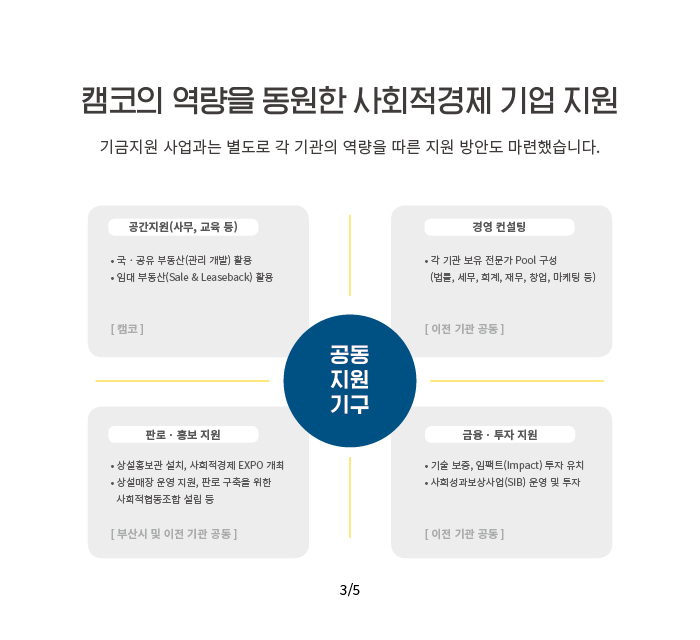 캠코의 역량을 동원한 사회적경제 기업 지원
기금지원 사업과는 별도로 각 기관의 역량을 따른 지원 방안도 마련했습니다.
공간지원(사무, 교육 등)
• 국 · 공유 부동산(관리 개발) 활용
• 임대 부동산(Sale & Leaseback) 활용
[ 캠코 ]
경영 컨설팅
• 각 기관 보유 전문가 Pool 구성
(법률, 세무, 회계, 재무, 창업, 마케팅 등)
[ 이전 기관 공동 ]
공동
지원
기구
판로 · 홍보 지원
• 상설홍보관 설치, 사회적경제 EXPO 개최
• 상설매장 운영 지원, 판로 구축을 위한
사회적협동조합 설립 등
[ 부산시 및 이전 기관 공동 ]
금융 · 투자 지원
• 기술 보증, 임팩트(Impact) 투자 유치
• 사회성과보상사업(SIB) 운영 및 투자
[ 이전 기관 공동 ]
3/5